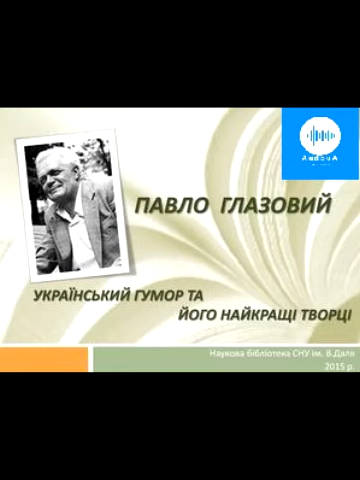 ПАВЛО ГЛАЗОВИЙ
УКРАЇНСЬКИЙ ГУМОР ТА
ЙОГО НАЙКРАЩІ ТВОРЦІ
Наукова бібліотека СНУ ім. В.Даля
2015 р.